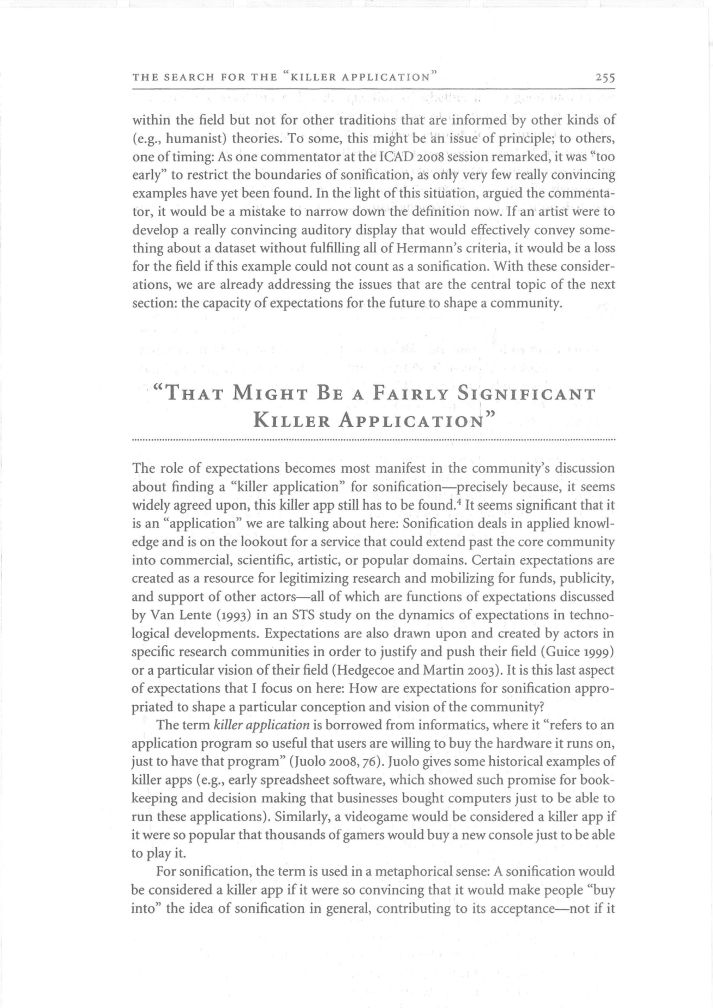 THE SEARCH FOR THE “KILLER APPLICATION” 255
within the field but not for other traditions that are informed by other kinds of
(e.g., humanist) theories. To some, this might be an issue of principle; to others,
one of timing: As one commentator at the ICAD 2008 session remarked, it was “too
early” to restrict the boundaries of sonification, as only very few really convincing
examples have yet been found. In the light of this situation, argued the commenta-
tor, it would be a mistake to narrow down the definition now. If an artist were to
develop a really convincing auditory display that would effectively convey some-
thing about a dataset without fulfilling all of Hermann’s criteria, it would be a loss
for the field if this example could not count as a sonification. With these consider-
ations, we are already addressing the issues that are the central topic of the next
section: the capacity of expectations for the future to shape a community.
“That Might Be a Fairly Significant
Killer Application”
The role of expectations becomes most manifest in the community’s discussion
about finding a “killer application” for sonification—precisely because, it seems
widely agreed upon, this killer app still has to be found.⁴ It seems significant that it
is an “application” we are talking about here: Sonification deals in applied knowl-
edge and is on the lookout for a service that could extend past the core community
into commercial, scientific, artistic, or popular domains. Certain expectations are
created as a resource for legitimizing research and mobilizing for funds, publicity,
and support of other actors—all of which are functions of expectations discussed
by Van Lente (1993) in an STS study on the dynamics of expectations in techno-
logical developments. Expectations are also drawn upon and created by actors in
specific research communities in order to justify and push their field (Guice 1999)
or a particular vision of their field (Hedgecoe and Martin 2003). It is this last aspect
of expectations that I focus on here: How are expectations for sonification appro-
priated to shape a particular conception and vision of the community?
The term killer application is borrowed from informatics, where it “refers to an
application program so useful that users are willing to buy the hardware it runs on,
just to have that program” (Juolo 2008, 76). Juolo gives some historical examples of
killer apps (e.g., early spreadsheet software, which showed such promise for book-
keeping and decision making that businesses bought computers just to be able to
run these applications). Similarly, a videogame would be considered a killer app if
it were so popular that thousands of gamers would buy a new console just to be able
to play it.
For sonification, the term is used in a metaphorical sense: A sonification would
be considered a killer app if it were so convincing that it would make people “buy
into” the idea of sonification in general, contributing to its acceptance—not if it